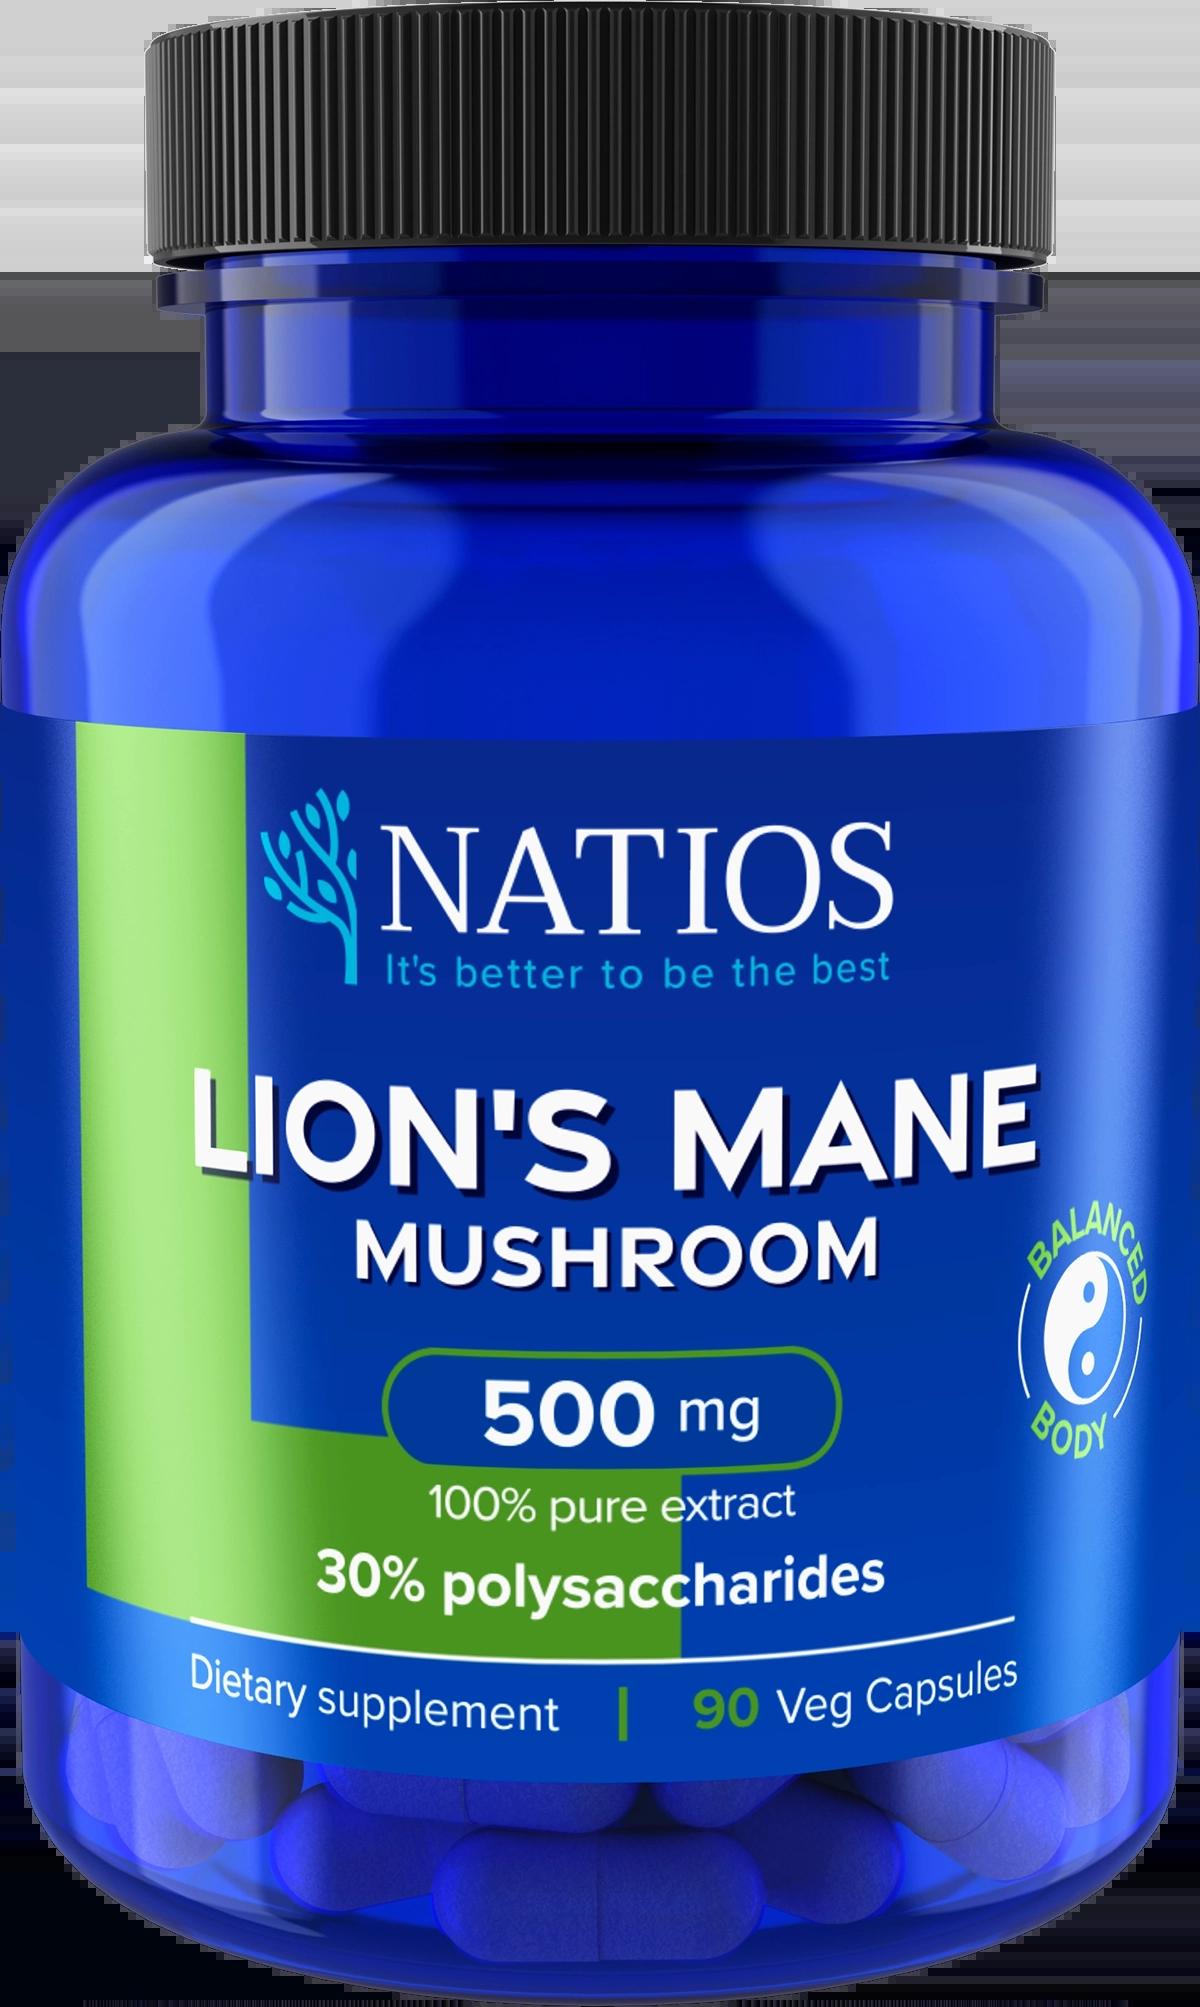 NATIOS
It's better to be the best
LION'S MANE
MUSHROOM
BALANCED
BODY
500 mg
100% pure extract
30% polysaccharides
Dietary supplement | 90 Veg Capsules